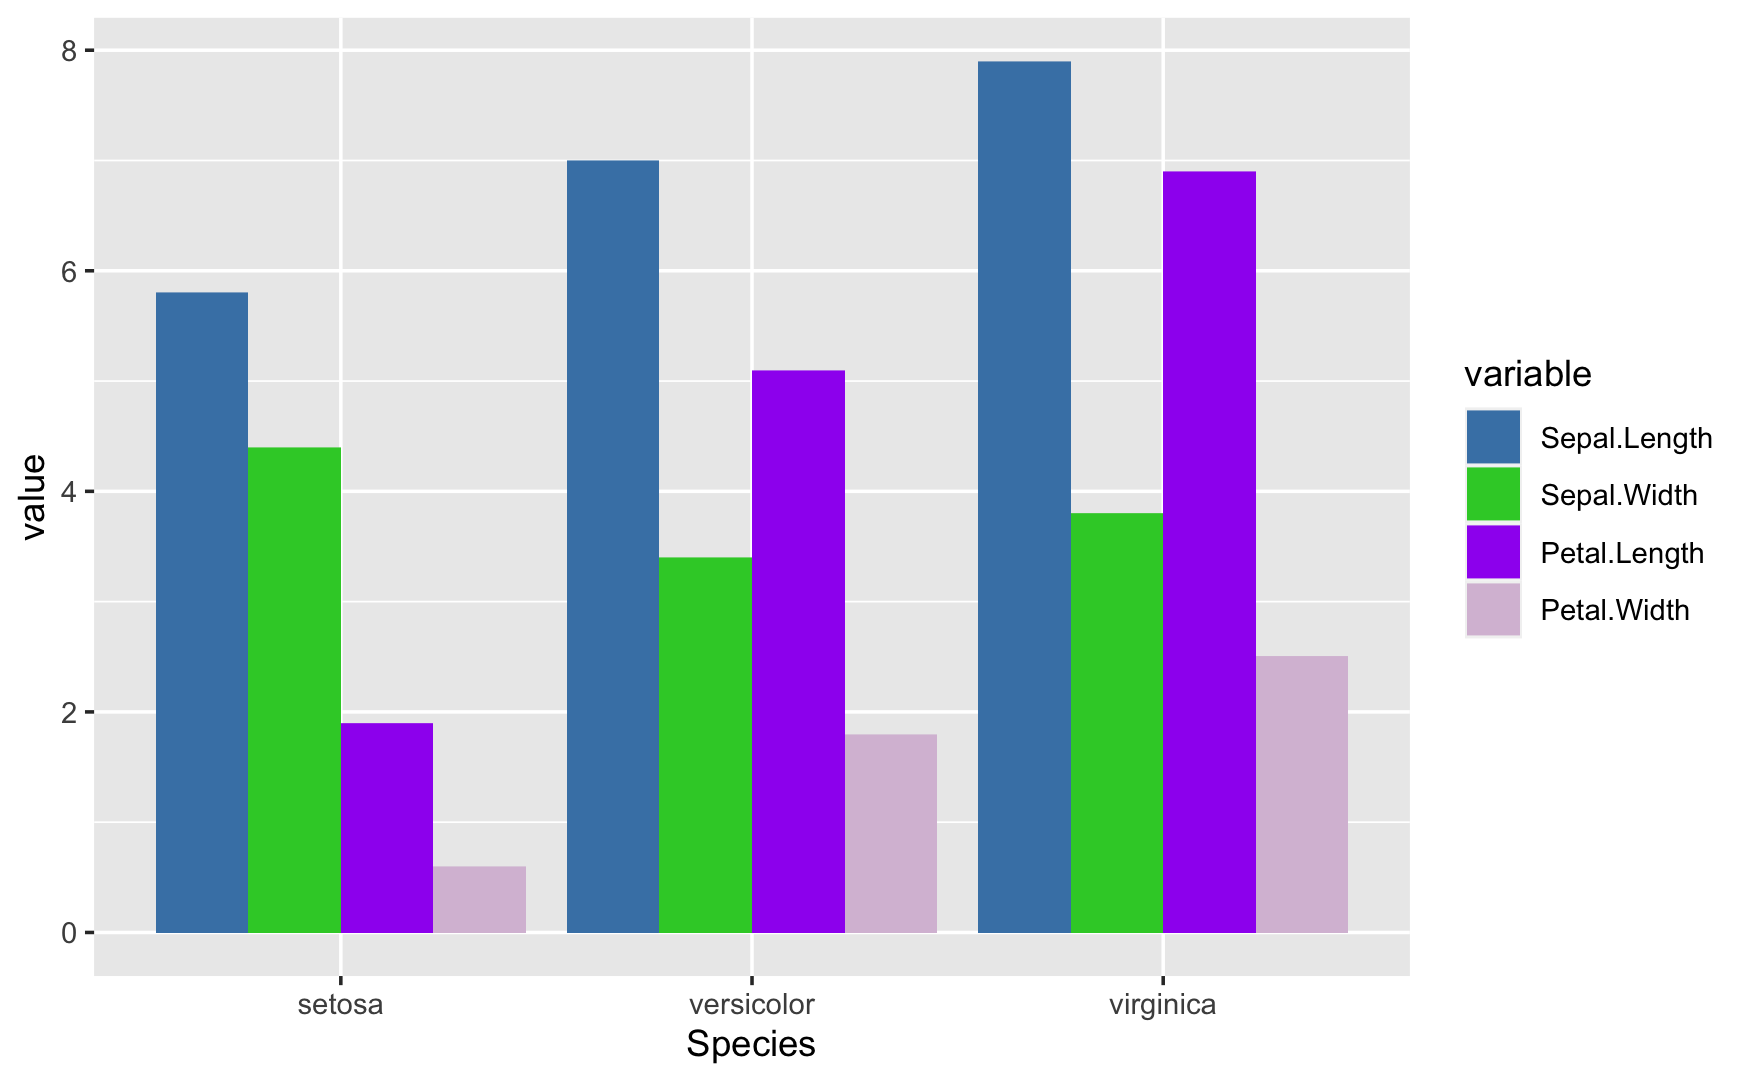 8
6
4
2
0
value
setosa
versicolor
virginica
Species
variable
Sepal.Length
Sepal.Width
Petal.Length
Petal.Width